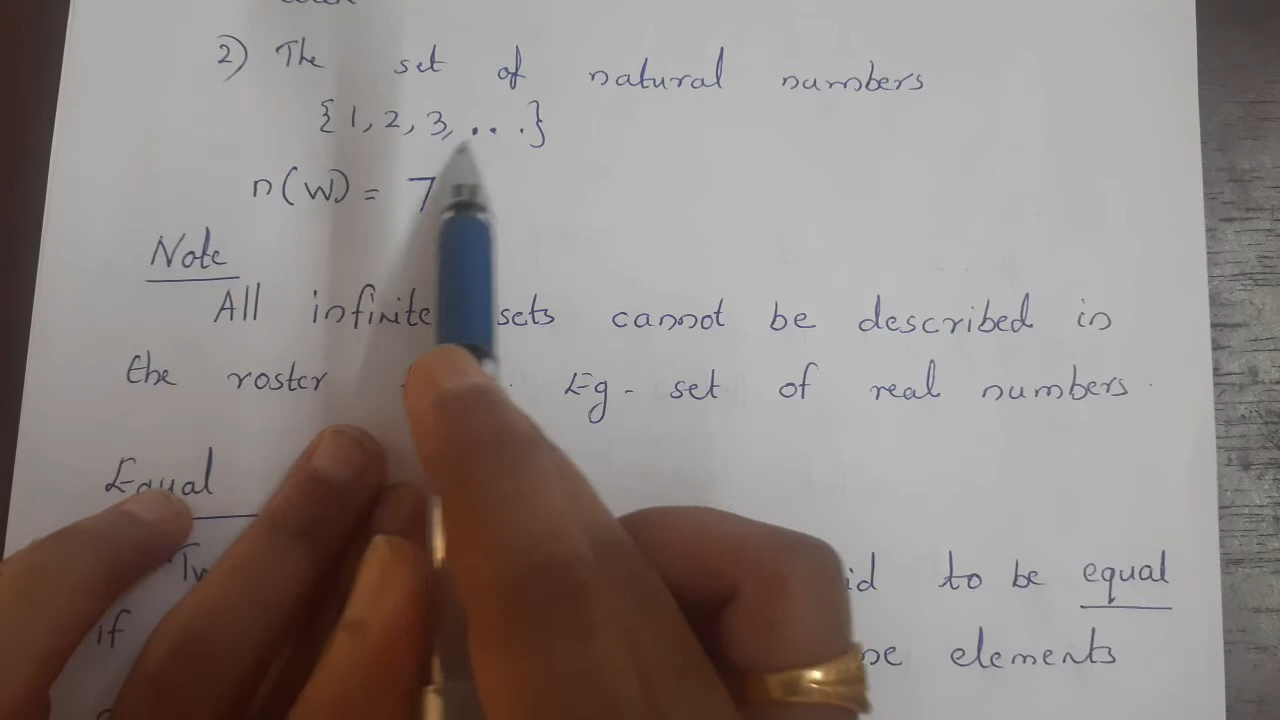 2) The set of natural numbers
{1, 2, 3, ...}
n(W) = 7
Note
All infinite sets cannot be described in
the roster Eg - set of real numbers.
Equal
to be equal
if elements